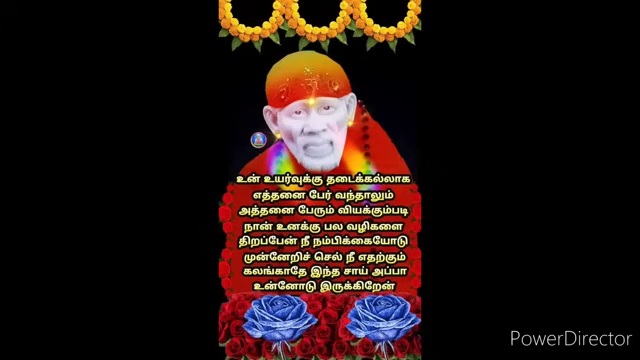 உன் உயர்வுக்கு தடைக்கல்லாக
எத்தனை பேர் வந்தாலும்
அத்தனை பேரும் வியக்கும்படி
நான் உனக்கு பல வழிகளை
திறப்பேன் நீ நம்பிக்கையோடு
முன்னேறிச் செல் நீ எதற்கும்
கலங்காதே இந்த சாய் அப்பா
உன்னோடு இருக்கிறேன்
PowerDirector